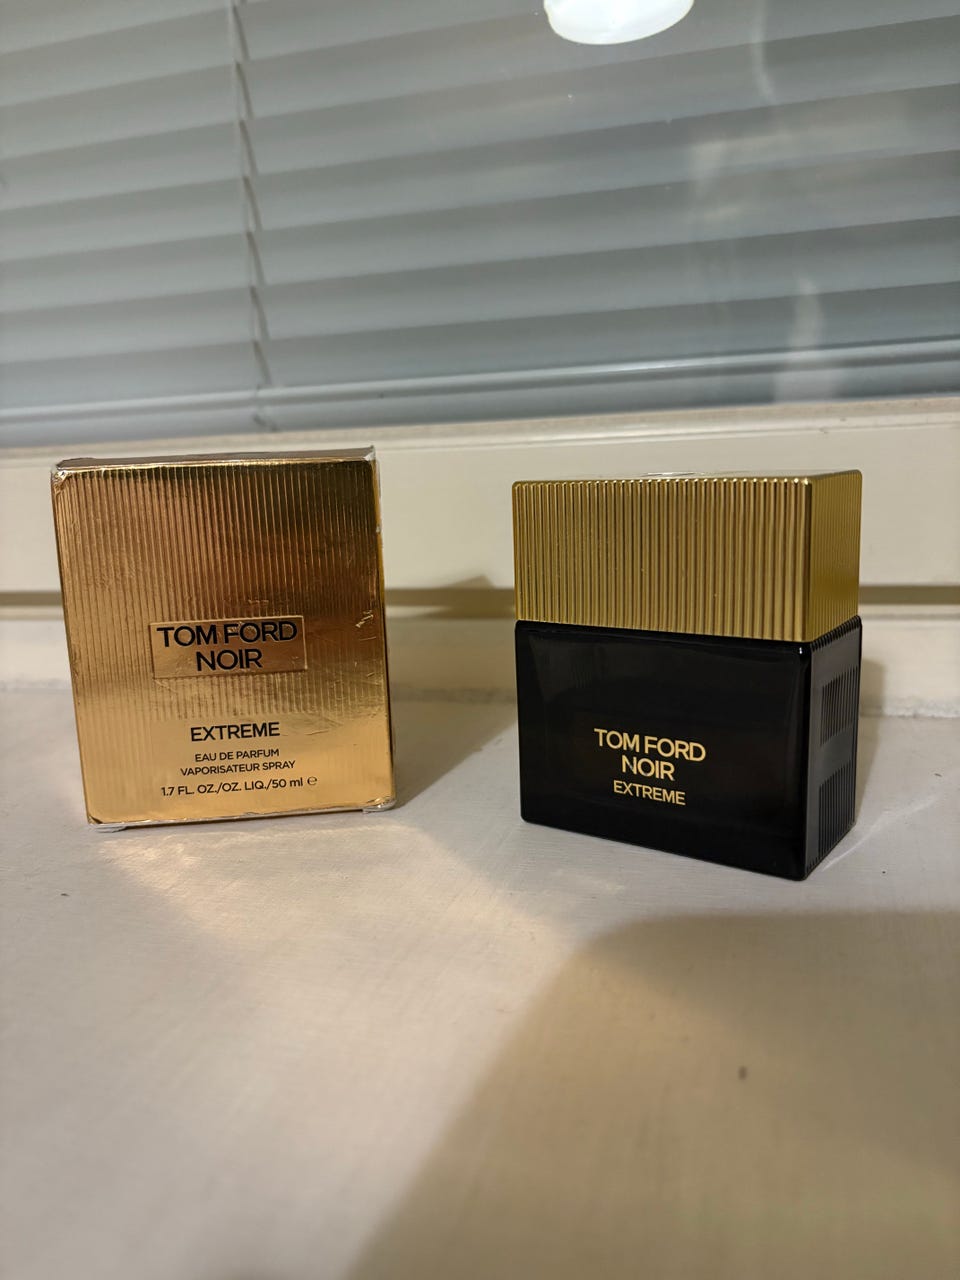 TOM FORD
NOIR
EXTREME
EAU DE PARFUM
VAPORISATEUR SPRAY
1.7 FL. OZ./OZ. LIQ./50 ml ℮
TOM FORD
NOIR
EXTREME